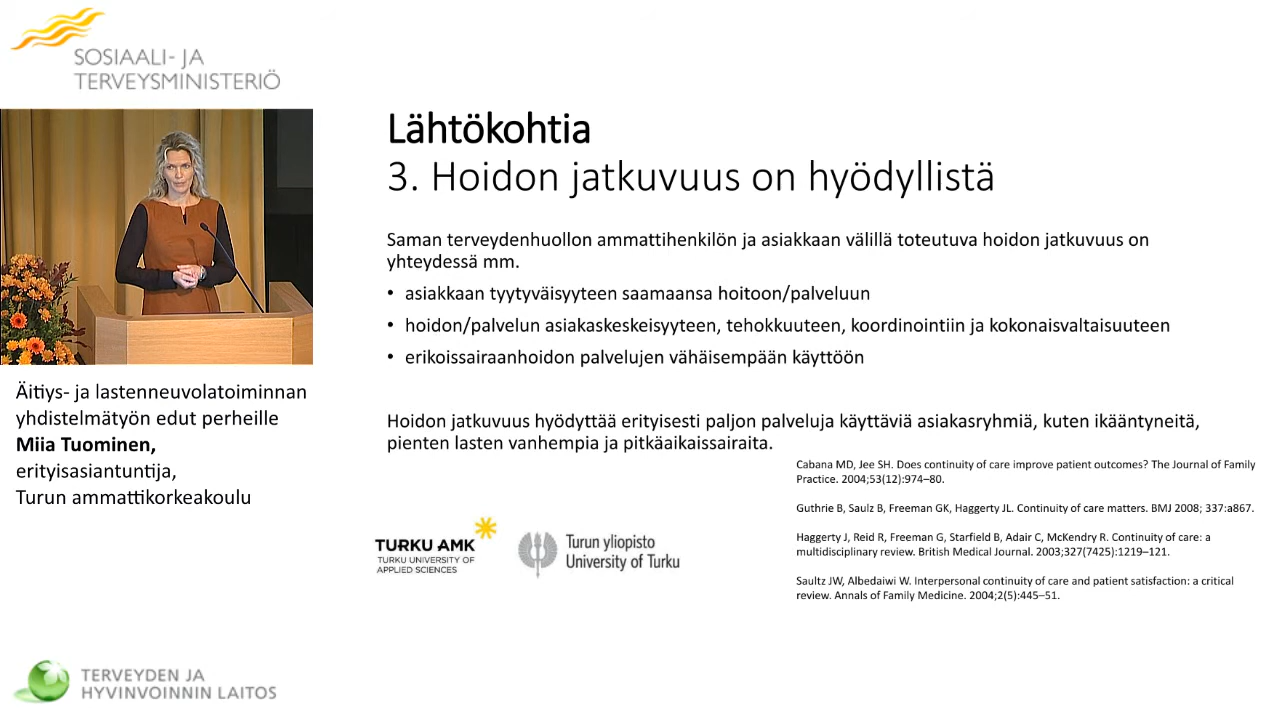 SOSIAALI- JA
TERVEYSMINISTERIÖ
Lähtökohtia
3. Hoidon jatkuvuus on hyödyllistä
Saman terveydenhuollon ammattihenkilön ja asiakkaan välillä toteutuva hoidon jatkuvuus on
yhteydessä mm.
• asiakkaan tyytyväisyyteen saamaansa hoitoon/palveluun
• hoidon/palvelun asiakaskeskeisyyteen, tehokkuuteen, koordinointiin ja kokonaisvaltaisuuteen
• erikoissairaanhoidon palvelujen vähäisempään käyttöön
Hoidon jatkuvuus hyödyttää erityisesti paljon palveluja käyttäviä asiakasryhmiä, kuten ikääntyneitä,
pienten lasten vanhempia ja pitkäaikaissairaita.
Cabana MD, Jee SH. Does continuity of care improve patient outcomes? The Journal of Family
Practice. 2004;53(12):974–80.
Guthrie B, Saulz B, Freeman GK, Haggerty JL. Continuity of care matters. BMJ 2008; 337:a867.
Haggerty J, Reid R, Freeman G, Starfield B, Adair C, McKendry R. Continuity of care: a
multidisciplinary review. British Medical Journal. 2003;327(7425):1219–121.
Saultz JW, Albedaiwi W. Interpersonal continuity of care and patient satisfaction: a critical
review. Annals of Family Medicine. 2004;2(5):445–51.
Äitiys- ja lastenneuvolatoiminnan
yhdistelmätyön edut perheille
Miia Tuominen,
erityisasiantuntija,
Turun ammattikorkeakoulu
TURKU AMK
TURKU UNIVERSITY OF
APPLIED SCIENCES
Turun yliopisto
University of Turku
TERVEYDEN JA
HYVINVOINNIN LAITOS